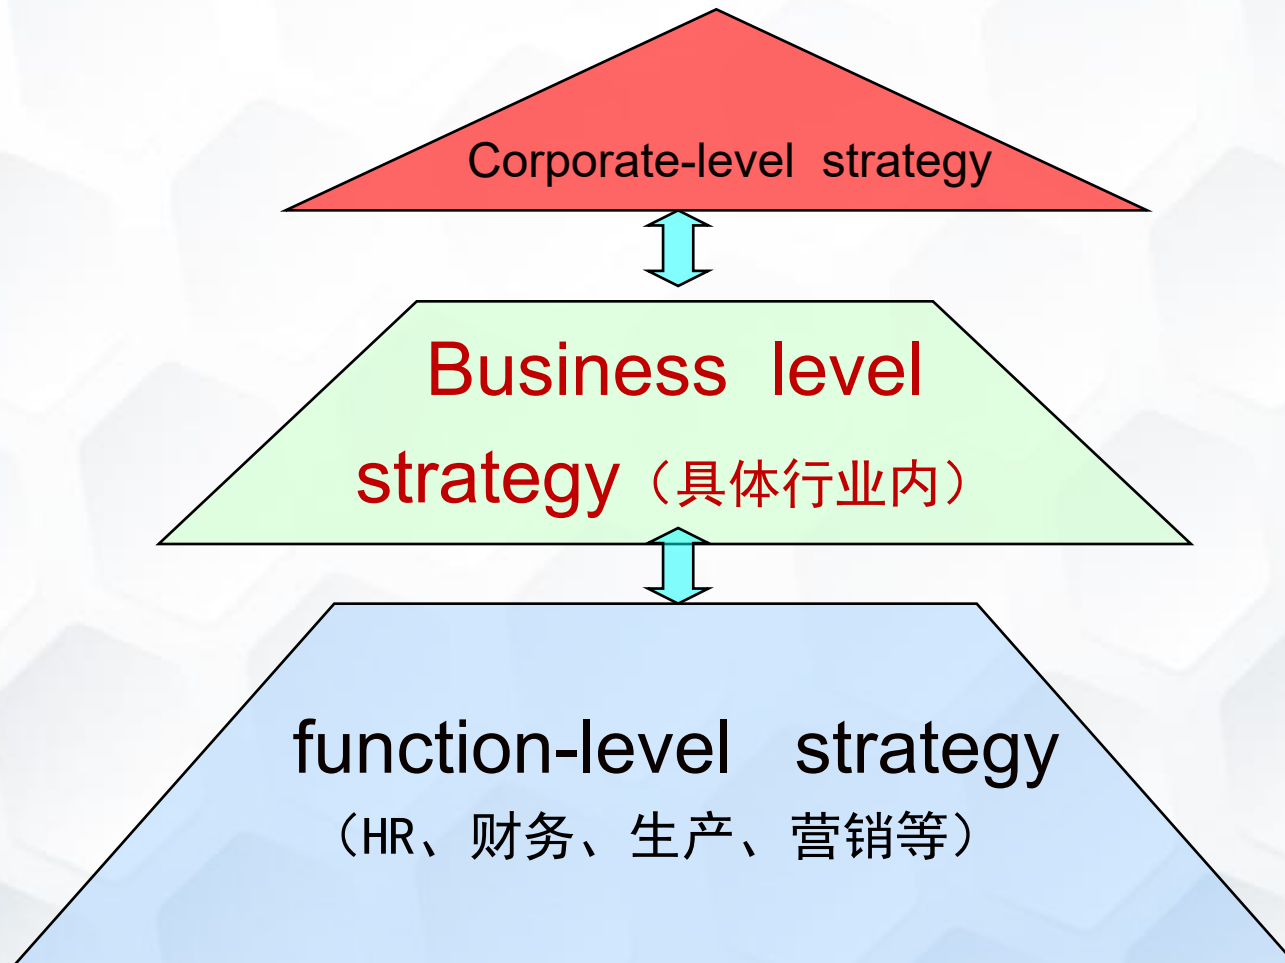 Corporate-level strategy
Business level
strategy（具体行业内）
function-level strategy
（HR、财务、生产、营销等）